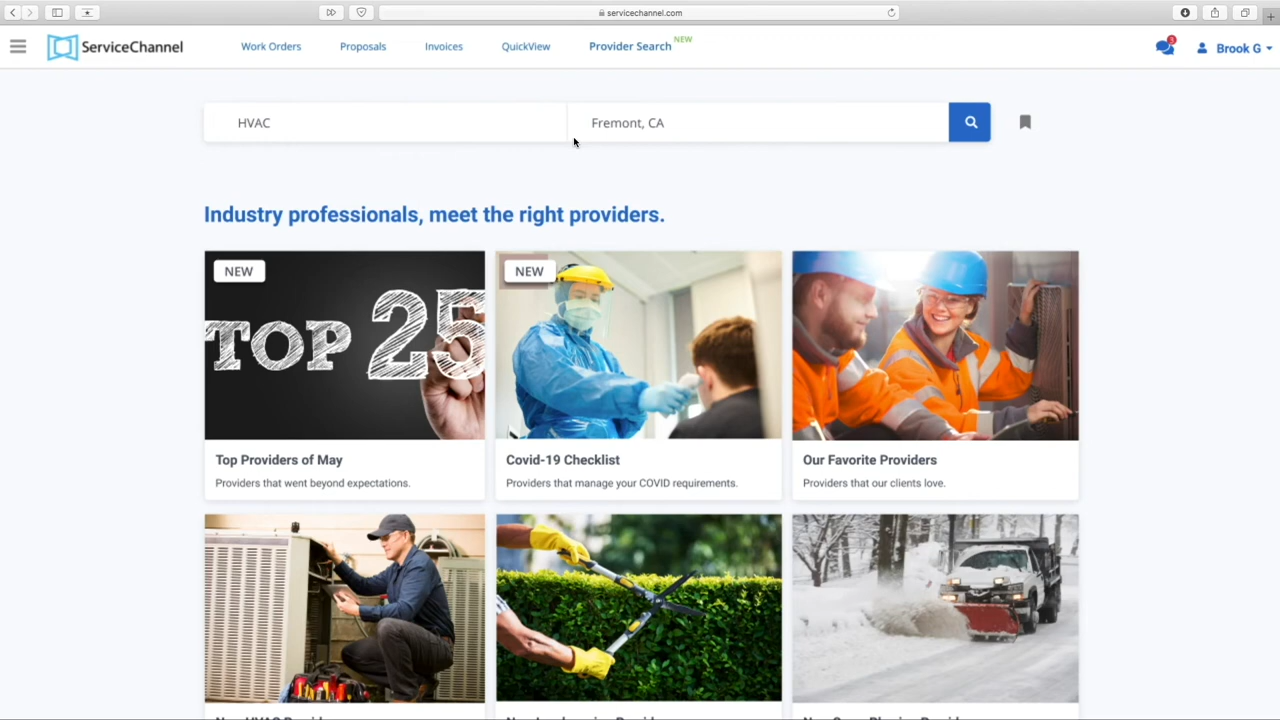 servicechannel.com
ServiceChannel
Work Orders
Proposals
Invoices
QuickView
Provider Search NEW
3
Brook G
HVAC
Fremont, CA
Industry professionals, meet the right providers.
NEW
TOP 25
NEW
Top Providers of May
Providers that went beyond expectations.
Covid-19 Checklist
Providers that manage your COVID requirements.
Our Favorite Providers
Providers that our clients love.